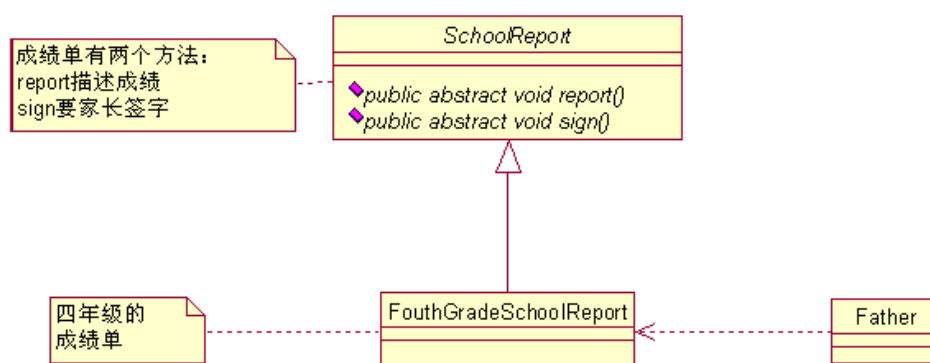 成绩单有两个方法：
report描述成绩
sign要家长签字
SchoolReport
public abstract void report()
public abstract void sign()
四年级的
成绩单
FouthGradeSchoolReport
Father